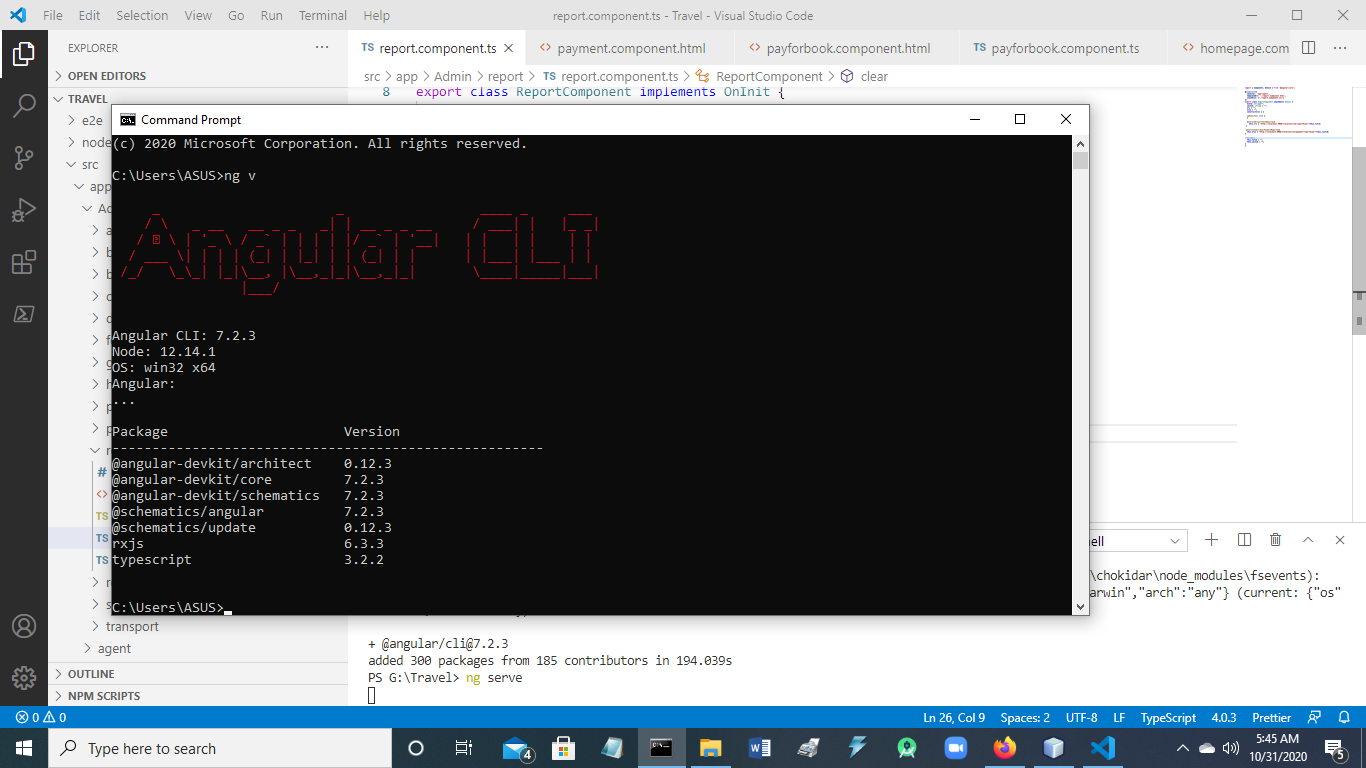 File Edit Selection View Go Run Terminal Help
report.component.ts - Travel - Visual Studio Code
EXPLORER
OPEN EDITORS
TRAVEL
e2e
node
src
app
transport
agent
OUTLINE
NPM SCRIPTS
TS report.component.ts
payment.component.html
payforbook.component.html
TS payforbook.component.ts
homepage.com
src > app > Admin > report > TS report.component.ts > ReportComponent > clear
8 export class ReportComponent implements OnInit {
Command Prompt
(c) 2020 Microsoft Corporation. All rights reserved.
C:\Users\ASUS>ng v
Angular CLI
Angular CLI: 7.2.3
Node: 12.14.1
OS: win32 x64
Angular:
...
Package Version
------------------------------------------------------
@angular-devkit/architect 0.12.3
@angular-devkit/core 7.2.3
@angular-devkit/schematics 7.2.3
@schematics/angular 7.2.3
@schematics/update 0.12.3
rxjs 6.3.3
typescript 3.2.2
C:\Users\ASUS>
ell
\chokidar\node_modules\fsevents):
arwin","arch":"any"} (current: {"os"
+ @angular/cli@7.2.3
added 300 packages from 185 contributors in 194.039s
PS G:\Travel> ng serve
0 0
Ln 26, Col 9 Spaces: 2 UTF-8 LF TypeScript 4.0.3 Prettier
Type here to search
4
5:45 AM
10/31/2020
5